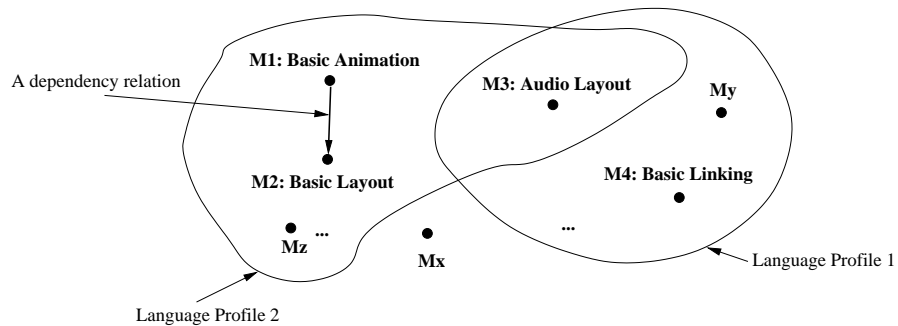 M1: Basic Animation
A dependency relation
M3: Audio Layout
My
M2: Basic Layout
M4: Basic Linking
Mz
...
Mx
...
Language Profile 1
Language Profile 2